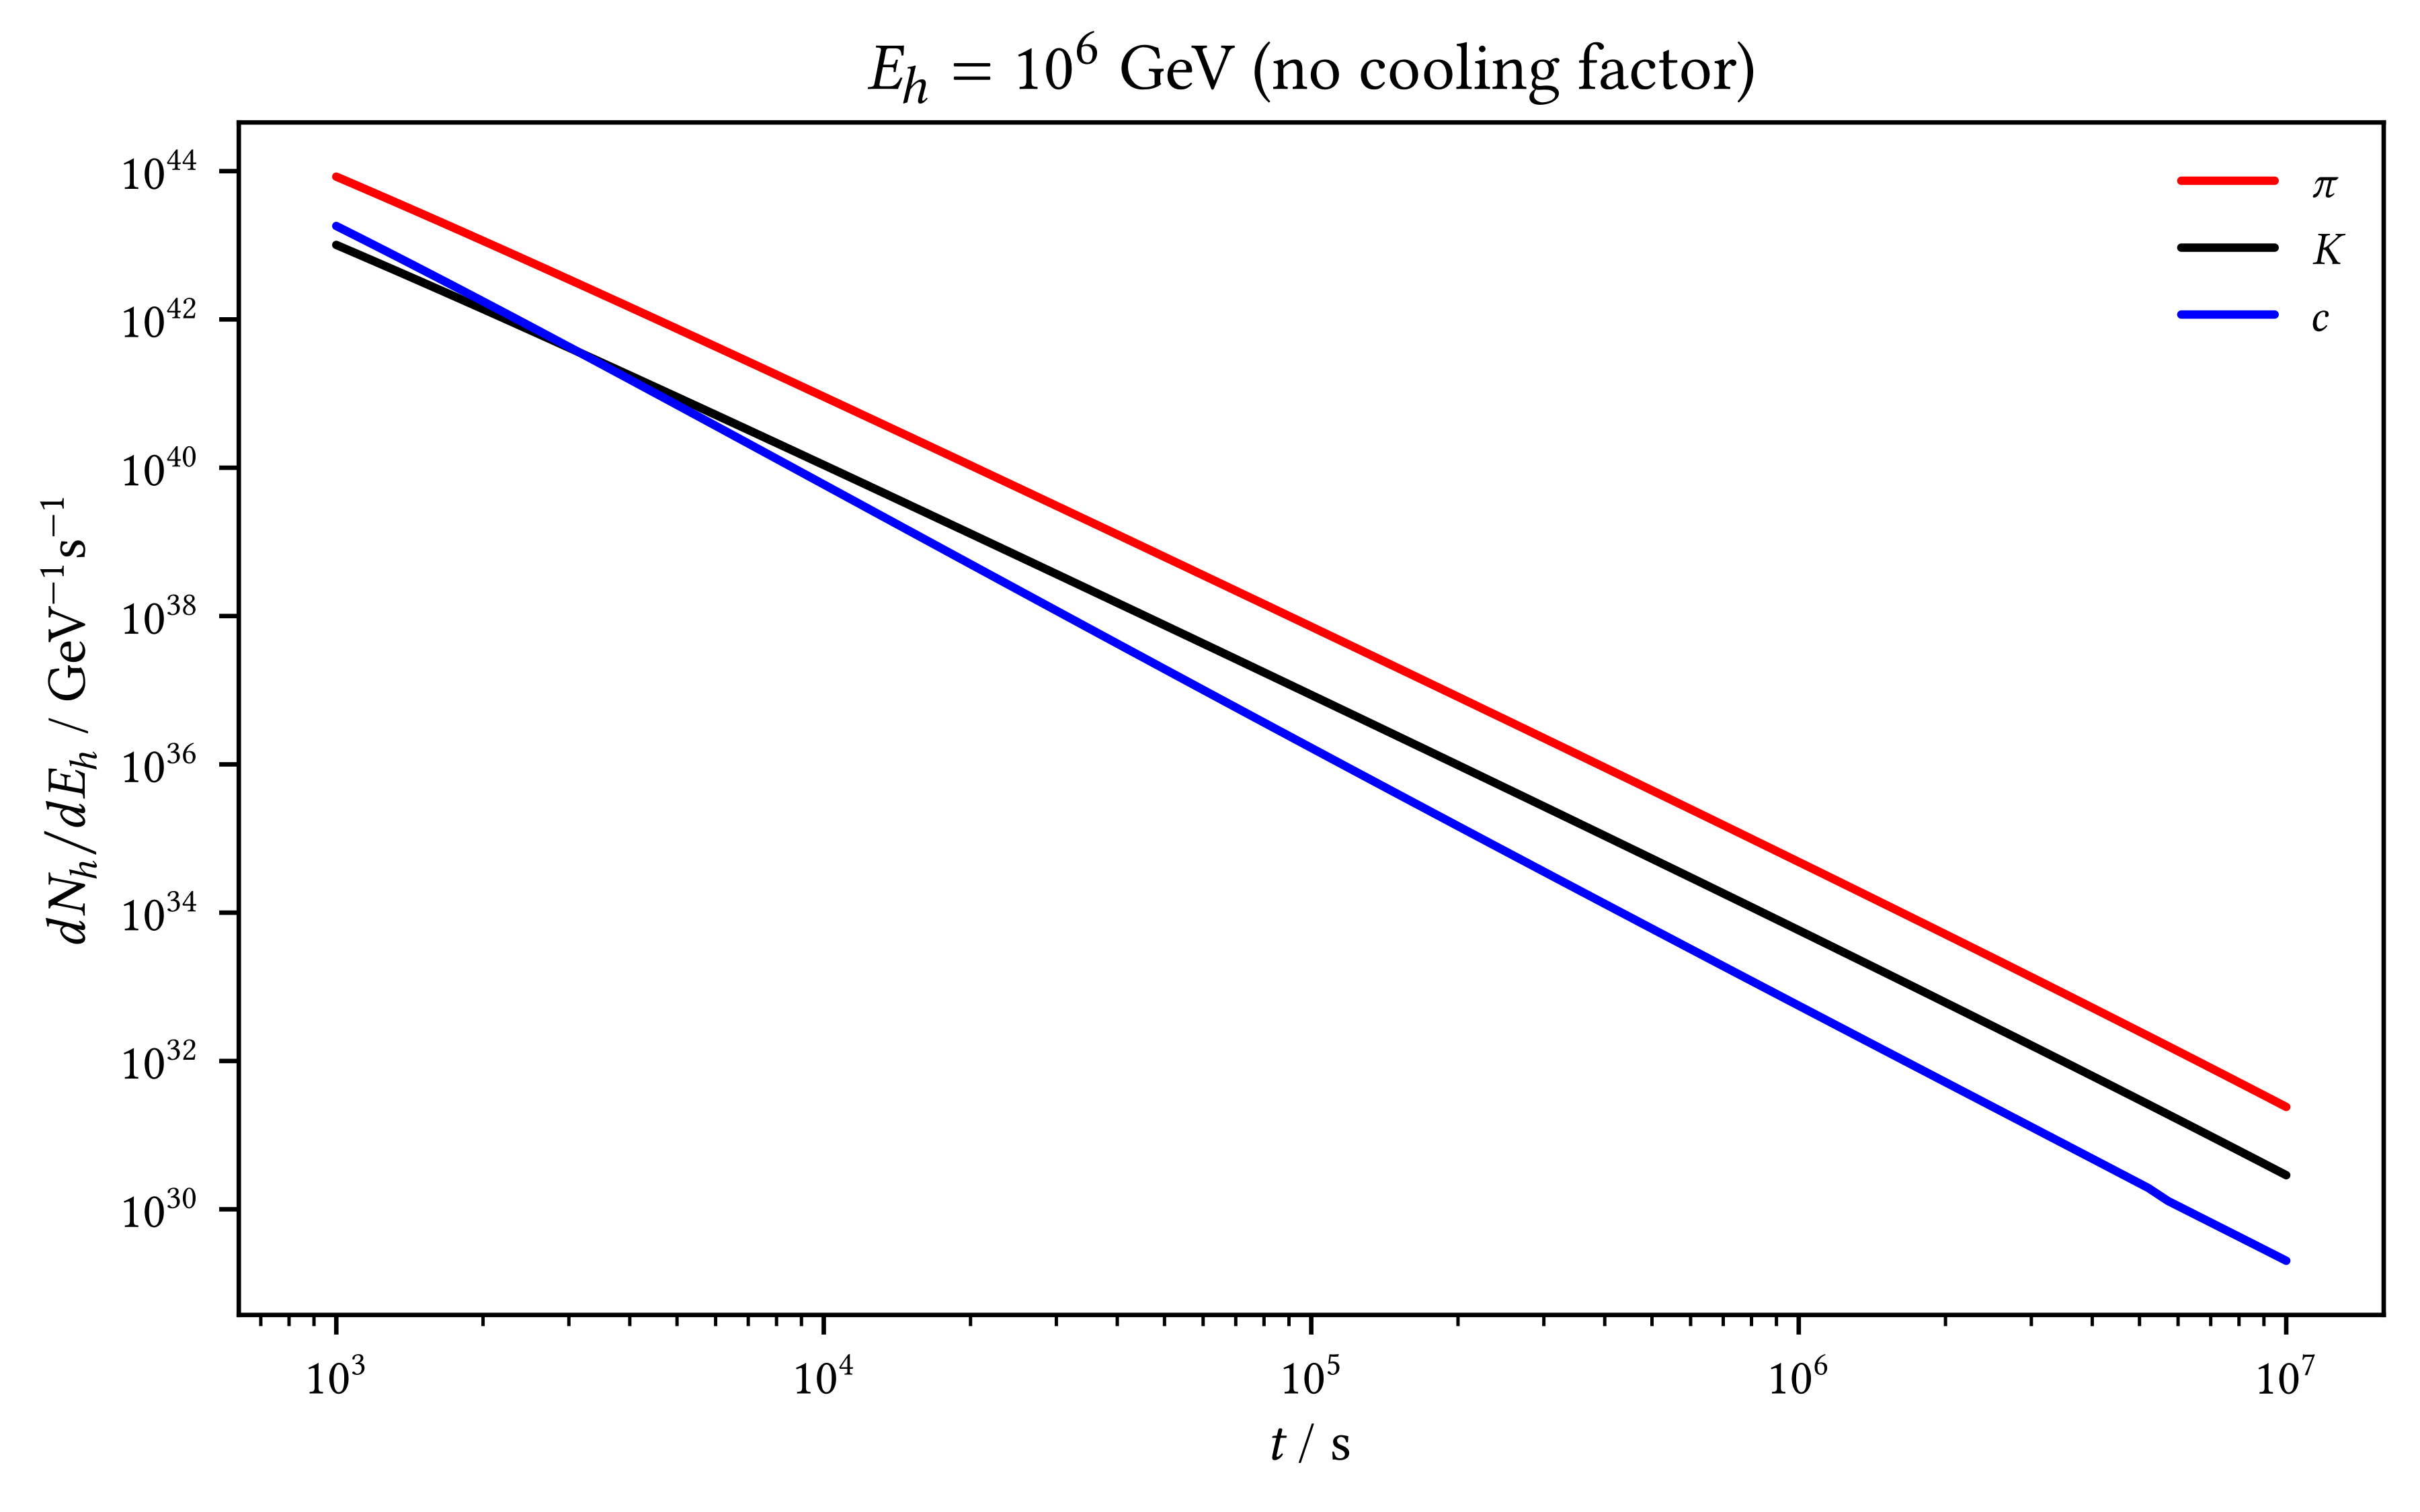 E_h = 10^6 GeV (no cooling factor)
dN_h/dE_h / GeV^−1 s^−1
10^44
10^42
10^40
10^38
10^36
10^34
10^32
10^30
π
K
c
10^3 10^4 10^5 10^6 10^7
t / s